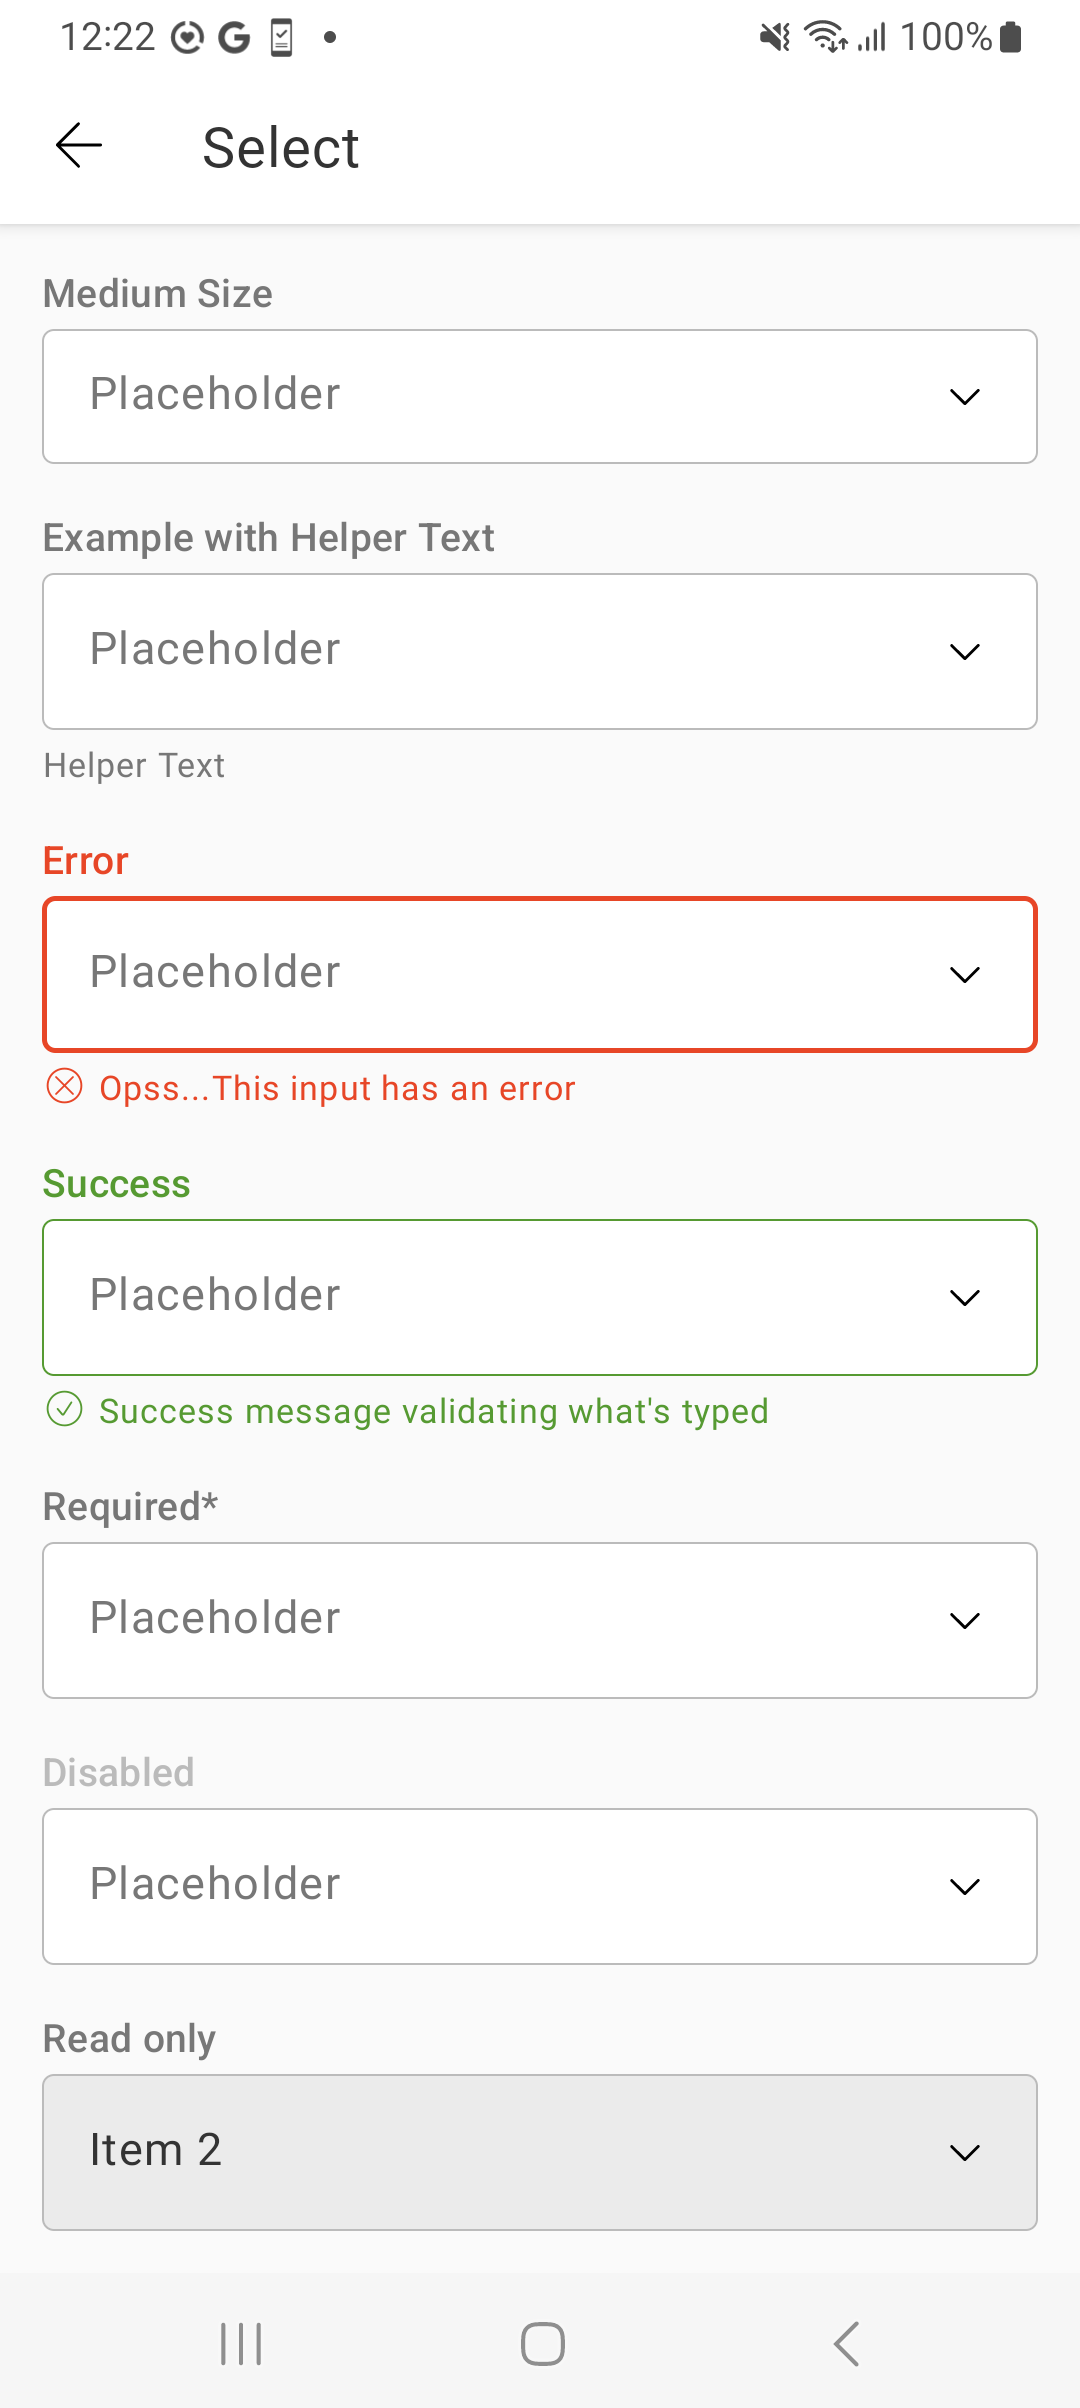 12:22 G 100%
Select
Medium Size
Placeholder
Example with Helper Text
Placeholder
Helper Text
Error
Placeholder
Opss...This input has an error
Success
Placeholder
Success message validating what's typed
Required*
Placeholder
Disabled
Placeholder
Read only
Item 2